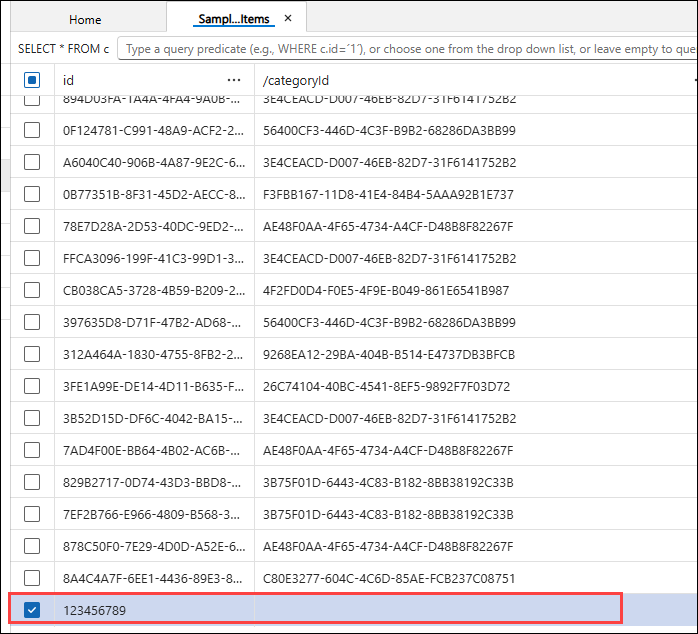 Home
Sampl...Items ×
SELECT * FROM c Type a query predicate (e.g., WHERE c.id=´1´), or choose one from the drop down list, or leave empty to que
id ... /categoryId
894D03FA-1A4A-4FA4-9A0B-... 3E4CEACD-D007-46EB-82D7-31F6141752B2
0F124781-C991-48A9-ACF2-2... 56400CF3-446D-4C3F-B9B2-68286DA3BB99
A6040C40-906B-4A87-9E2C-6... 3E4CEACD-D007-46EB-82D7-31F6141752B2
0B77351B-8F31-45D2-AECC-8... F3FBB167-11D8-41E4-84B4-5AAA92B1E737
78E7D28A-2D53-40DC-9ED2-... AE48F0AA-4F65-4734-A4CF-D48B8F82267F
FFCA3096-199F-41C3-99D1-3... 3E4CEACD-D007-46EB-82D7-31F6141752B2
CB038CA5-3728-4B59-B209-2... 4F2FD0D4-F0E5-4F9E-B049-861E6541B987
397635D8-D71F-47B2-AD68-... 56400CF3-446D-4C3F-B9B2-68286DA3BB99
312A464A-1830-4755-8FB2-2... 9268EA12-29BA-404B-B514-E4737DB3BFCB
3FE1A99E-DE14-4D11-B635-F... 26C74104-40BC-4541-8EF5-9892F7F03D72
3B52D15D-DF6C-4042-BA15-... 3E4CEACD-D007-46EB-82D7-31F6141752B2
7AD4F00E-BB64-4B02-AC6B-... AE48F0AA-4F65-4734-A4CF-D48B8F82267F
829B2717-0D74-43D3-BBD8-... 3B75F01D-6443-4C83-B182-8BB38192C33B
7EF2B766-E966-4809-B568-3... 3B75F01D-6443-4C83-B182-8BB38192C33B
878C50F0-7E29-4D0D-A52E-6... AE48F0AA-4F65-4734-A4CF-D48B8F82267F
8A4C4A7F-6EE1-4436-89E3-8... C80E3277-604C-4C6D-85AE-FCB237C08751
123456789